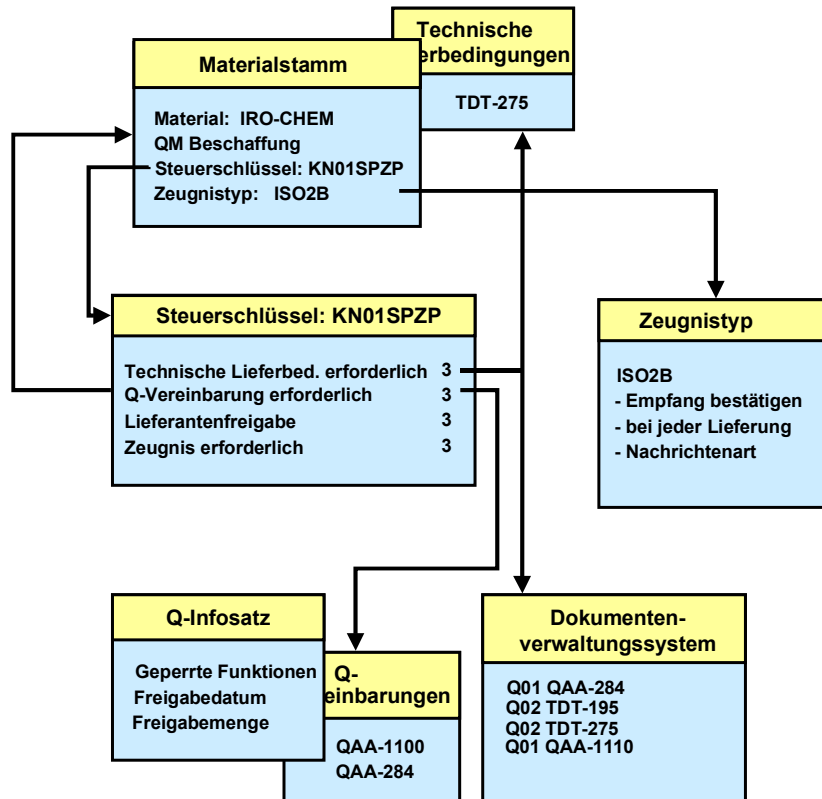 Technische
erbedingungen
TDT-275
Materialstamm
Material: IRO-CHEM
QM Beschaffung
Steuerschlüssel: KN01SPZP
Zeugnistyp: ISO2B
Steuerschlüssel: KN01SPZP
Technische Lieferbed. erforderlich 3
Q-Vereinbarung erforderlich 3
Lieferantenfreigabe 3
Zeugnis erforderlich 3
Zeugnistyp
ISO2B
- Empfang bestätigen
- bei jeder Lieferung
- Nachrichtenart
Q-Infosatz
Geperrte Funktionen
Freigabedatum
Freigabemenge
Q-
einbarungen
QAA-1100
QAA-284
Dokumenten-
verwaltungssystem
Q01 QAA-284
Q02 TDT-195
Q02 TDT-275
Q01 QAA-1110